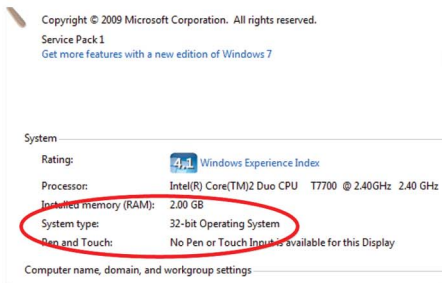 Copyright © 2009 Microsoft Corporation. All rights reserved.
Service Pack 1
Get more features with a new edition of Windows 7
System
Rating:
4,1 Windows Experience Index
Processor: Intel(R) Core(TM)2 Duo CPU T7700 @ 2.40GHz 2.40 GHz
Installed memory (RAM): 2.00 GB
System type: 32-bit Operating System
Pen and Touch: No Pen or Touch Input is available for this Display
Computer name, domain, and workgroup settings